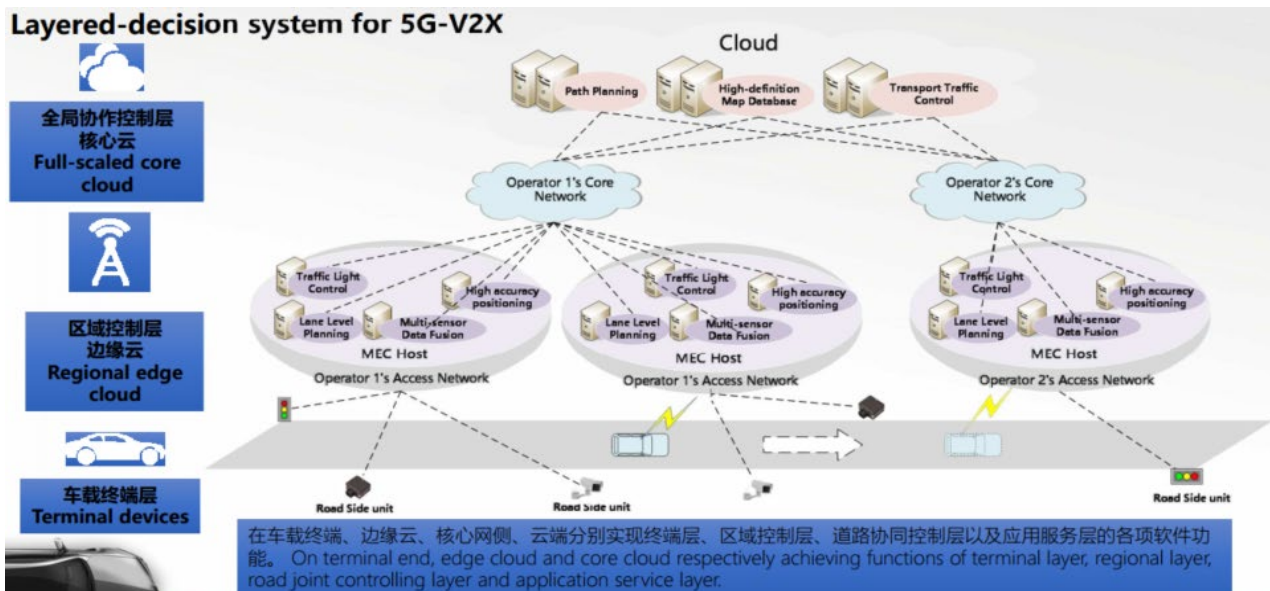 Layered-decision system for 5G-V2X
全局协作控制层
核心云
Full-scaled core
cloud
区域控制层
边缘云
Regional edge
cloud
车载终端层
Terminal devices
Cloud
Path Planning
High-definition
Map Database
Transport Traffic
Control
Operator 1's Core
Network
Operator 2's Core
Network
Traffic Light
Control
High accuracy
positioning
Lane Level
Planning
Multi-sensor
Data Fusion
MEC Host
Operator 1's Access Network
Traffic Light
Control
High accuracy
positioning
Lane Level
Planning
Multi-sensor
Data Fusion
MEC Host
Operator 1's Access Network
Traffic Light
Control
High accuracy
positioning
Lane Level
Planning
Multi-sensor
Data Fusion
MEC Host
Operator 2's Access Network
Road Side unit
Road Side unit
Road Side unit
在车载终端、边缘云、核心网侧、云端分别实现终端层、区域控制层、道路协同控制层以及应用服务层的各项软件功
能。 On terminal end, edge cloud and core cloud respectively achieving functions of terminal layer, regional layer,
road joint controlling layer and application service layer.